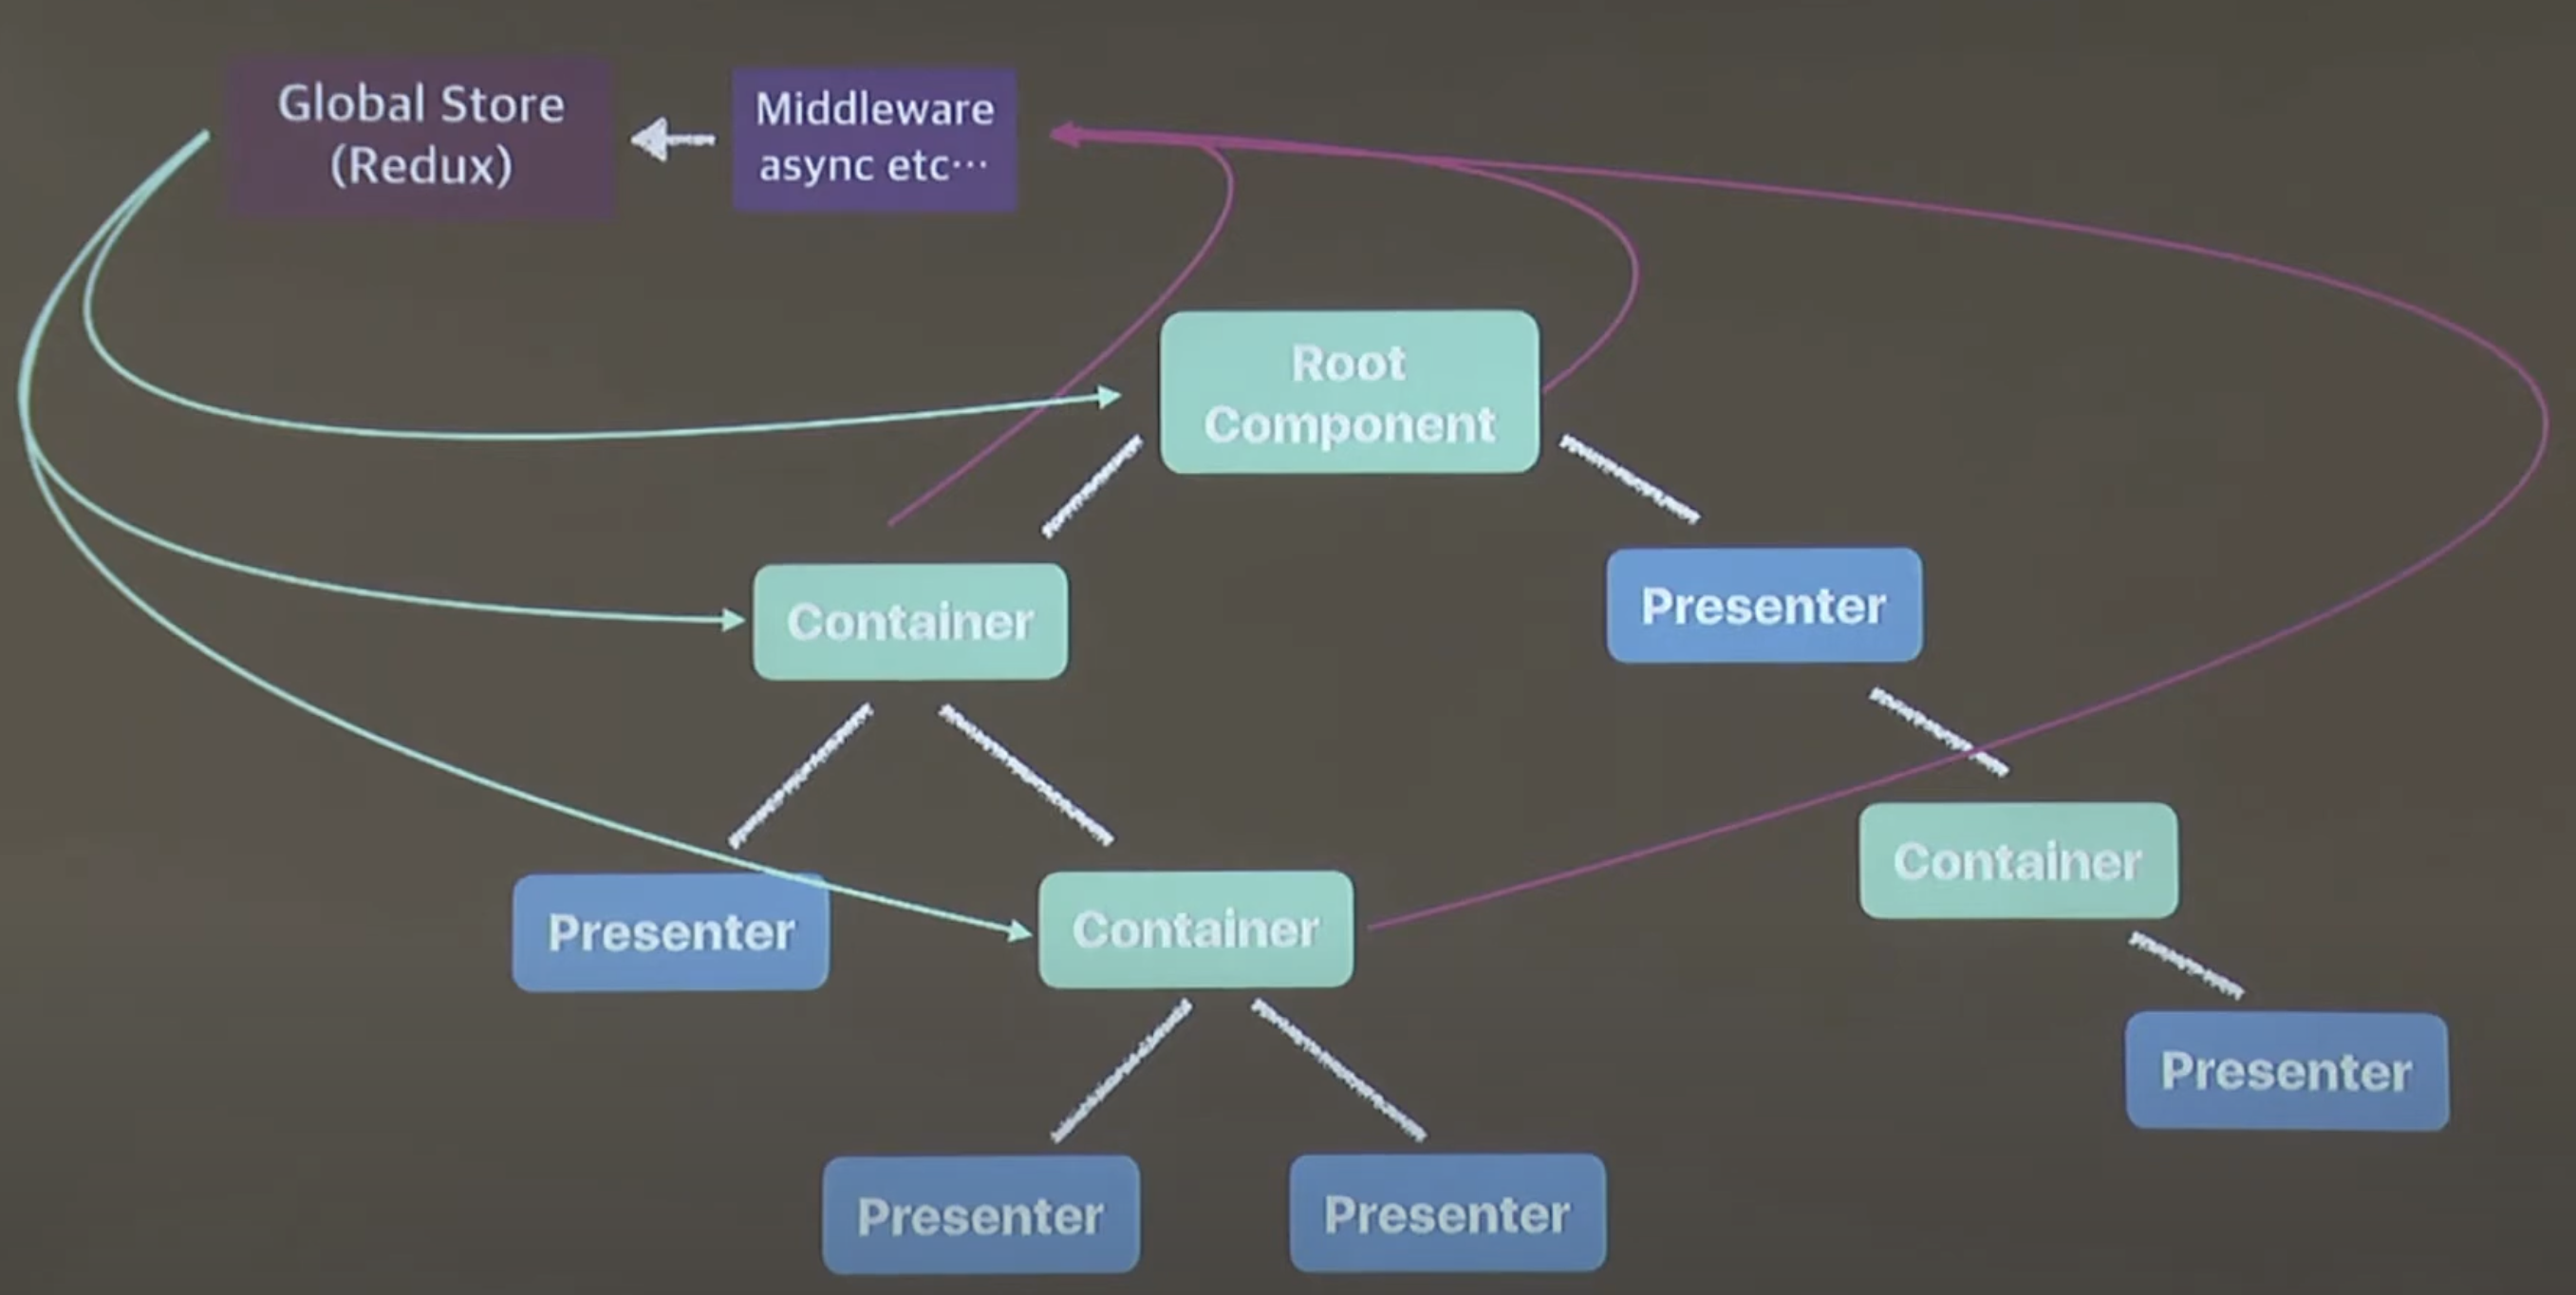 Global Store
(Redux)
Middleware
async etc…
Root
Component
Container
Presenter
Presenter
Container
Container
Presenter
Presenter
Presenter